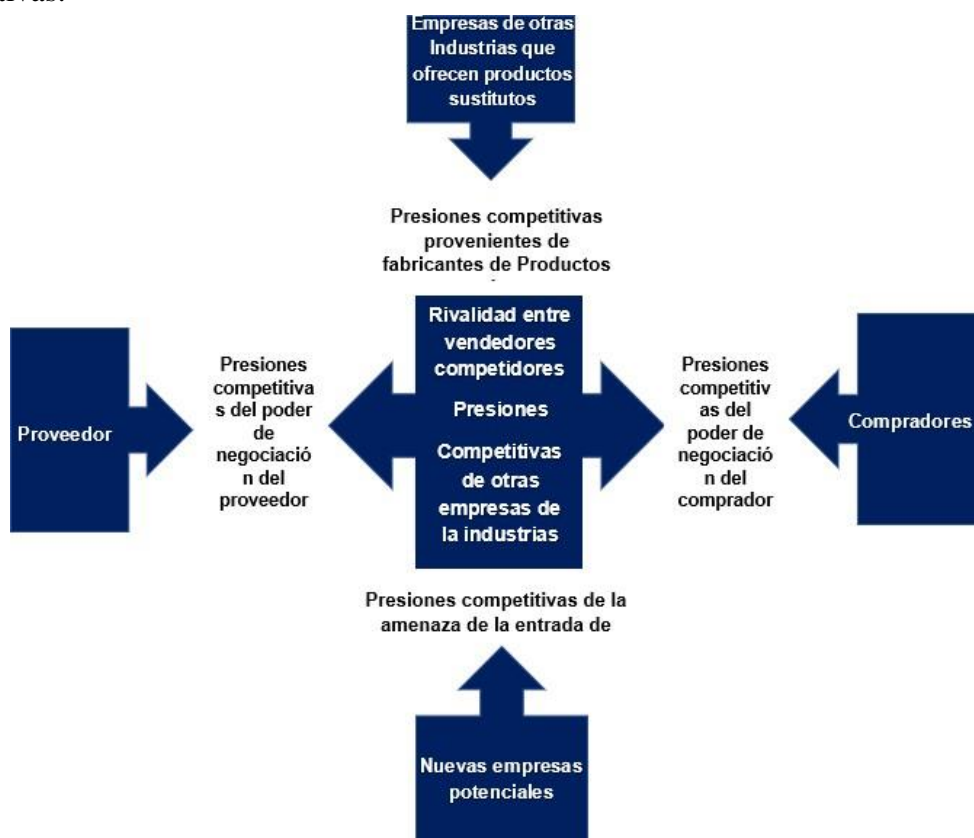 Empresas de otras
Industrias que
ofrecen productos
sustitutos
Presiones competitivas
provenientes de
fabricantes de Productos
Rivalidad entre
vendedores
competidores
Presiones
Competitivas
de otras
empresas de
la industrias
Proveedor
Presiones
competitiva
s del poder
de
negociació
n del
proveedor
Presiones
competitiv
as del
poder de
negociació
n del
comprador
Compradores
Presiones competitivas de la
amenaza de la entrada de
Nuevas empresas
potenciales